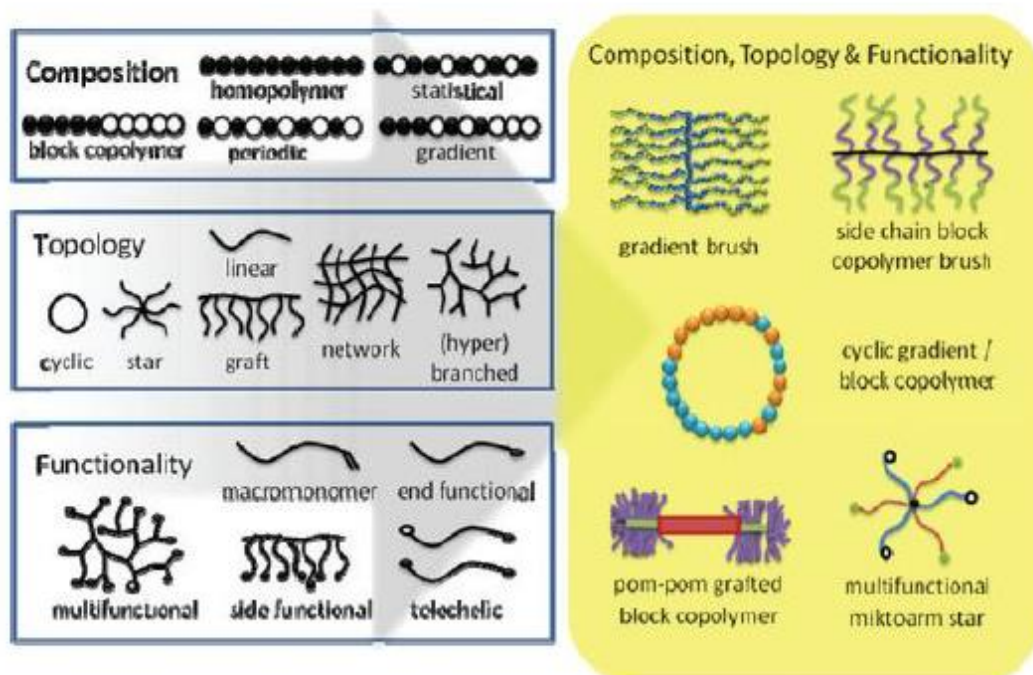 Composition
homopolymer
statistical
block copolymer
periodic
gradient
Topology
linear
cyclic
star
graft
network
(hyper)
branched
Functionality
macromonomer
end functional
multifunctional
side functional
telechelic
Composition, Topology & Functionality
gradient brush
side chain block
copolymer brush
cyclic gradient /
block copolymer
pom-pom grafted
block copolymer
multifunctional
miktoarm star